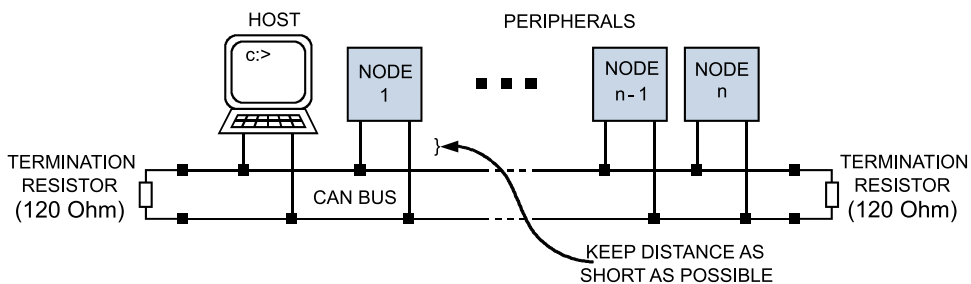 HOST
PERIPHERALS
c:>
NODE
1
NODE
n-1
NODE
n
TERMINATION
RESISTOR
(120 Ohm)
CAN BUS
TERMINATION
RESISTOR
(120 Ohm)
KEEP DISTANCE AS
SHORT AS POSSIBLE